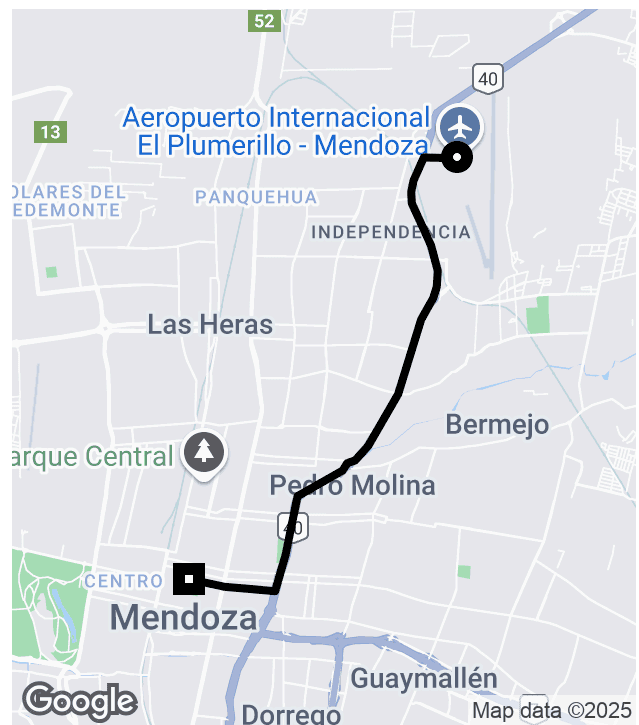 52
40
Aeropuerto Internacional
El Plumerillo - Mendoza
13
OLARES DEL
EDEMONTE
PANQUEHUA
INDEPENDENCIA
Las Heras
Bermejo
arque Central
Pedro Molina
40
CENTRO
Mendoza
Guaymallén
Dorrego
Google
Map data ©2025